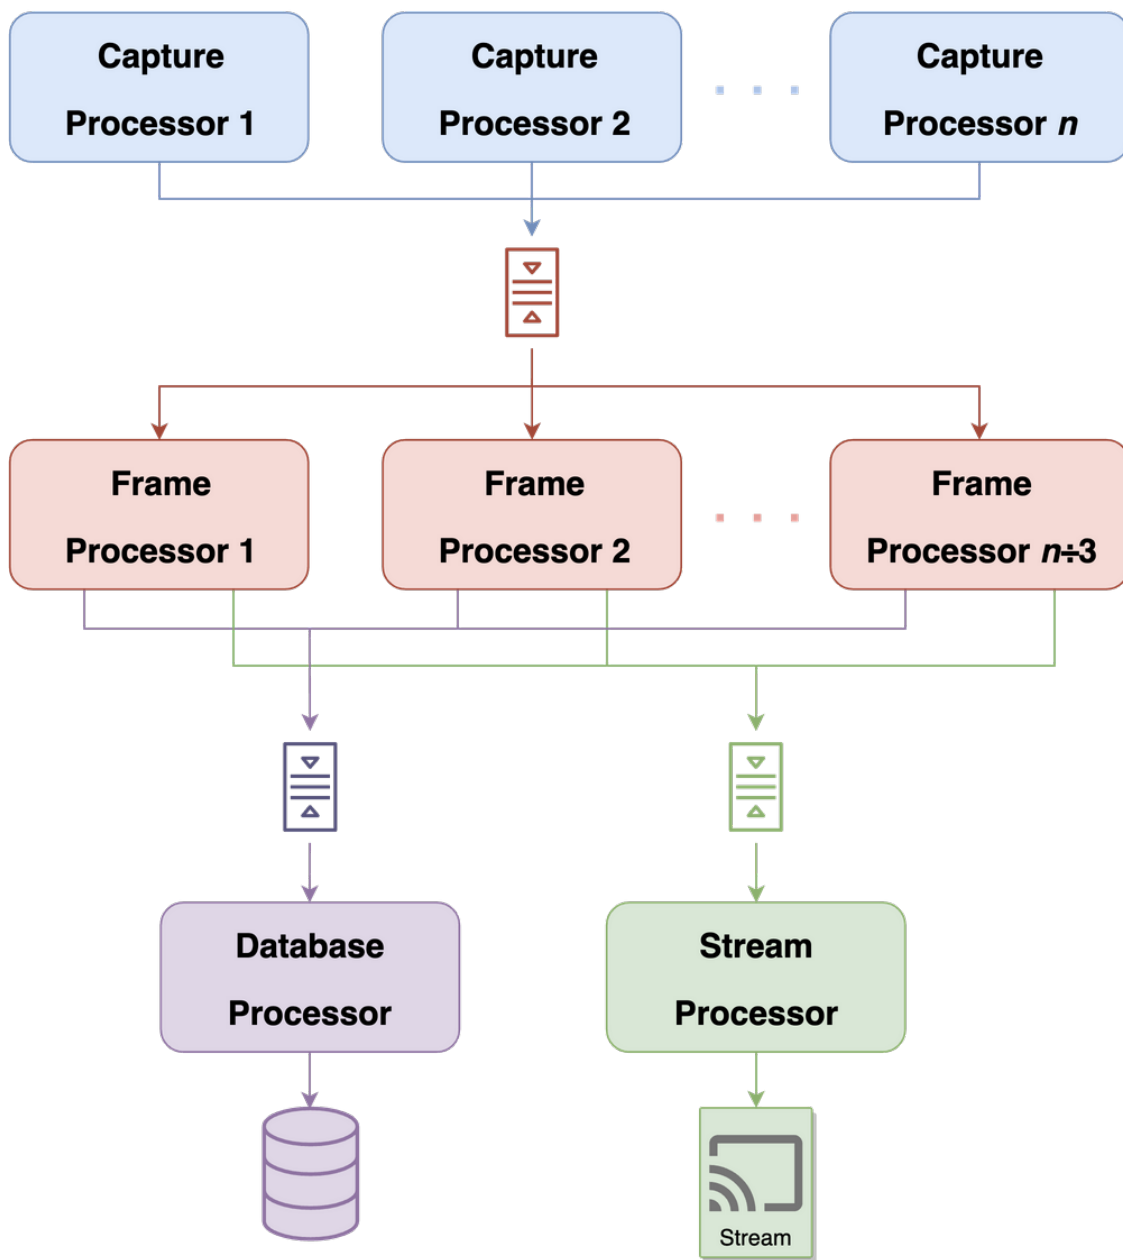 Capture
Processor 1
Capture
Processor 2
Capture
Processor n
Frame
Processor 1
Frame
Processor 2
Frame
Processor n÷3
Database
Processor
Stream
Processor
Stream